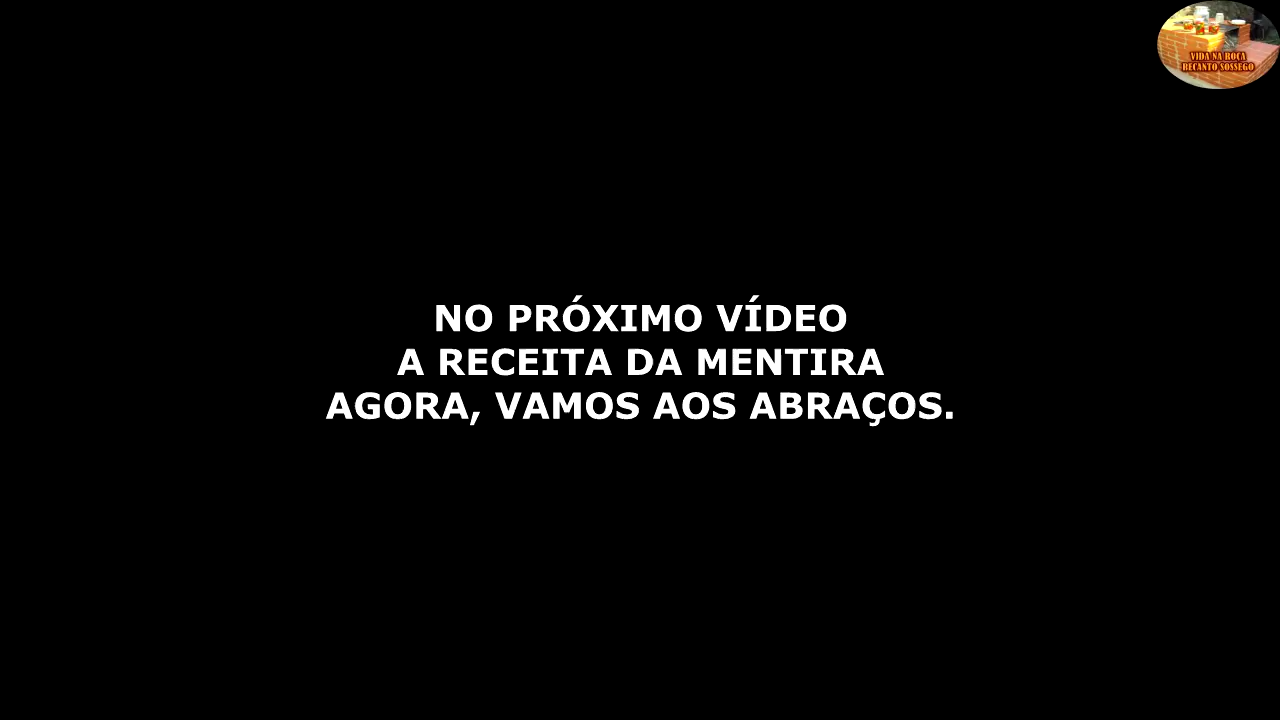 VIDA NA ROÇA
RECANTO SOSSEGO
NO PRÓXIMO VÍDEO
A RECEITA DA MENTIRA
AGORA, VAMOS AOS ABRAÇOS.